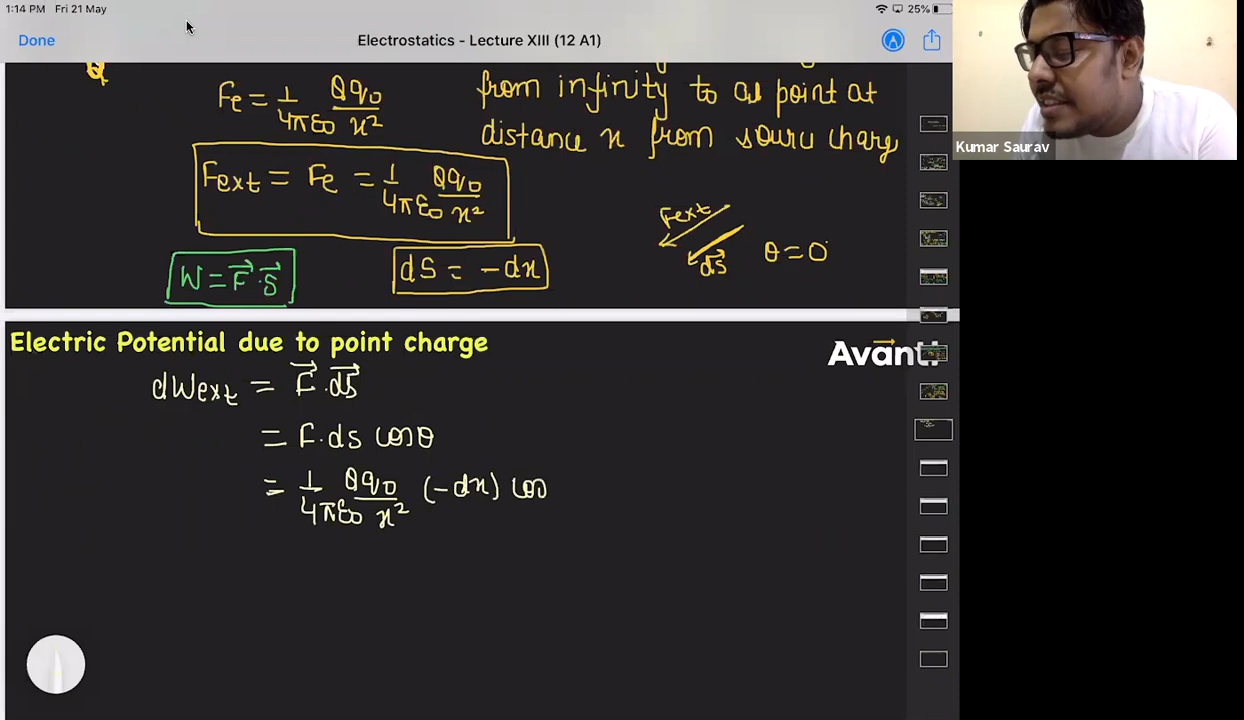 1:14 PM Fri 21 May
25%
Done
Electrostatics - Lecture XIII (12 A1)
Q
Fe = 1/4πε0 Qq0/x²
from infinity to a point at
distance x from source charge
Fext = Fe = 1/4πε0 Qq0/x²
Fext
ds
θ = 0°
W = F.S
dS = -dx
Kumar Saurav
Electric Potential due to point charge
Avanti
dWext = F.ds
= F.ds cosθ
= 1/4πε0 Qq0/x² (-dx) cos